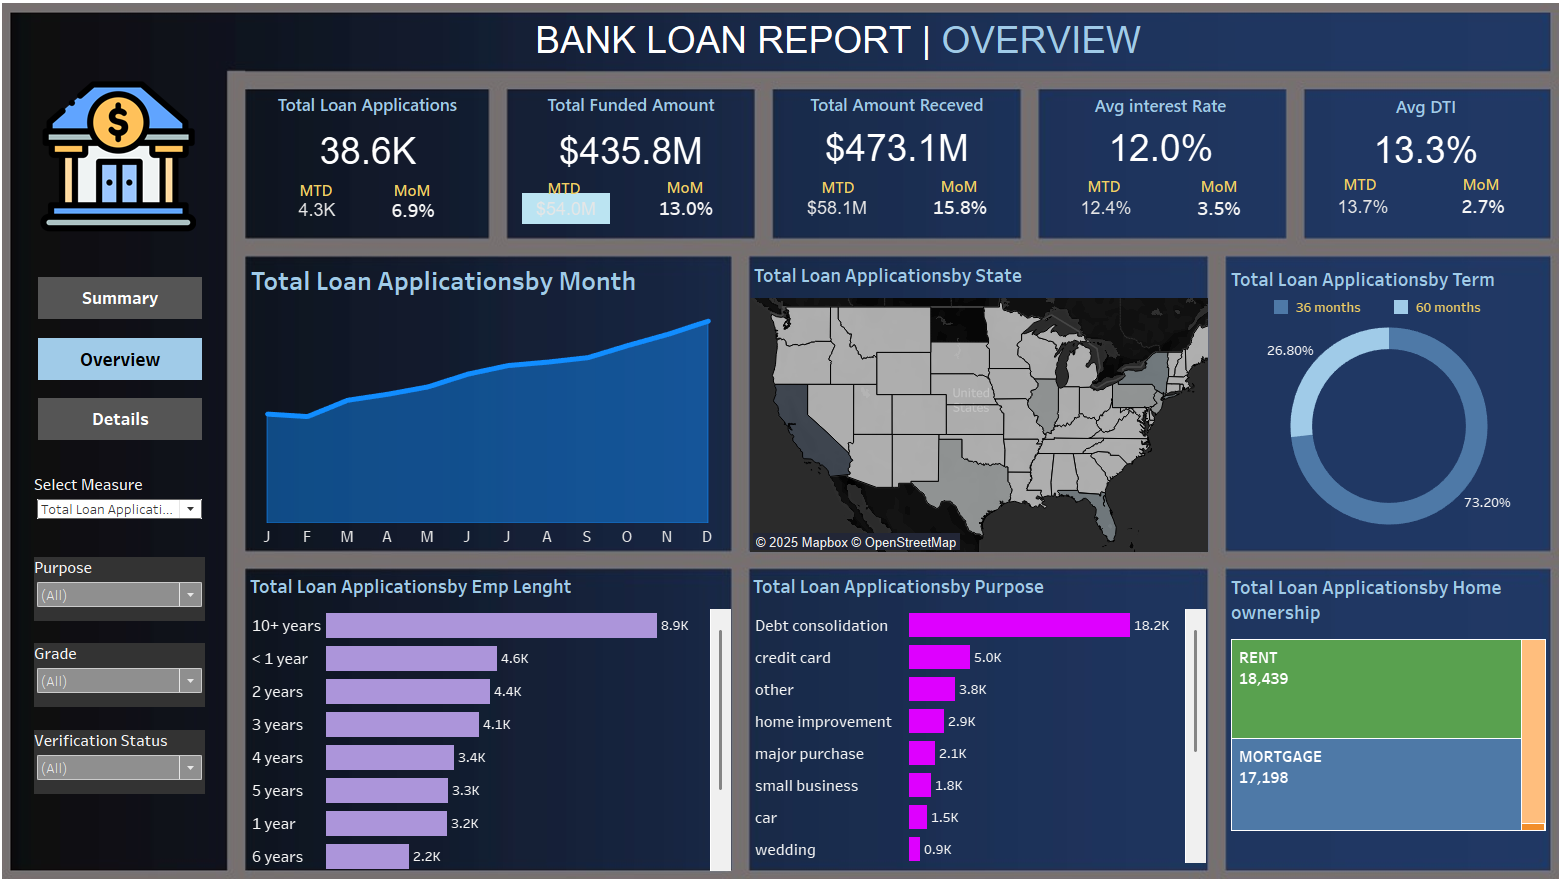 BANK LOAN REPORT | OVERVIEW
Total Loan Applications
38.6K
MTD MoM
4.3K 6.9%
Total Funded Amount
$435.8M
MTD MoM
$54.0M 13.0%
Total Amount Receved
$473.1M
MTD MoM
$58.1M 15.8%
Avg interest Rate
12.0%
MTD MoM
12.4% 3.5%
Avg DTI
13.3%
MTD MoM
13.7% 2.7%
$
Summary
Overview
Details
Select Measure
Total Loan Applicati...
Purpose
(All)
Grade
(All)
Verification Status
(All)
Total Loan Applicationsby Month
J F M A M J J A S O N D
Total Loan Applicationsby State
United
States
© 2025 Mapbox © OpenStreetMap
Total Loan Applicationsby Term
36 months 60 months
26.80%
73.20%
Total Loan Applicationsby Emp Lenght
10+ years 8.9K
< 1 year 4.6K
2 years 4.4K
3 years 4.1K
4 years 3.4K
5 years 3.3K
1 year 3.2K
6 years 2.2K
Total Loan Applicationsby Purpose
Debt consolidation 18.2K
credit card 5.0K
other 3.8K
home improvement 2.9K
major purchase 2.1K
small business 1.8K
car 1.5K
wedding 0.9K
Total Loan Applicationsby Home
ownership
RENT
18,439
MORTGAGE
17,198